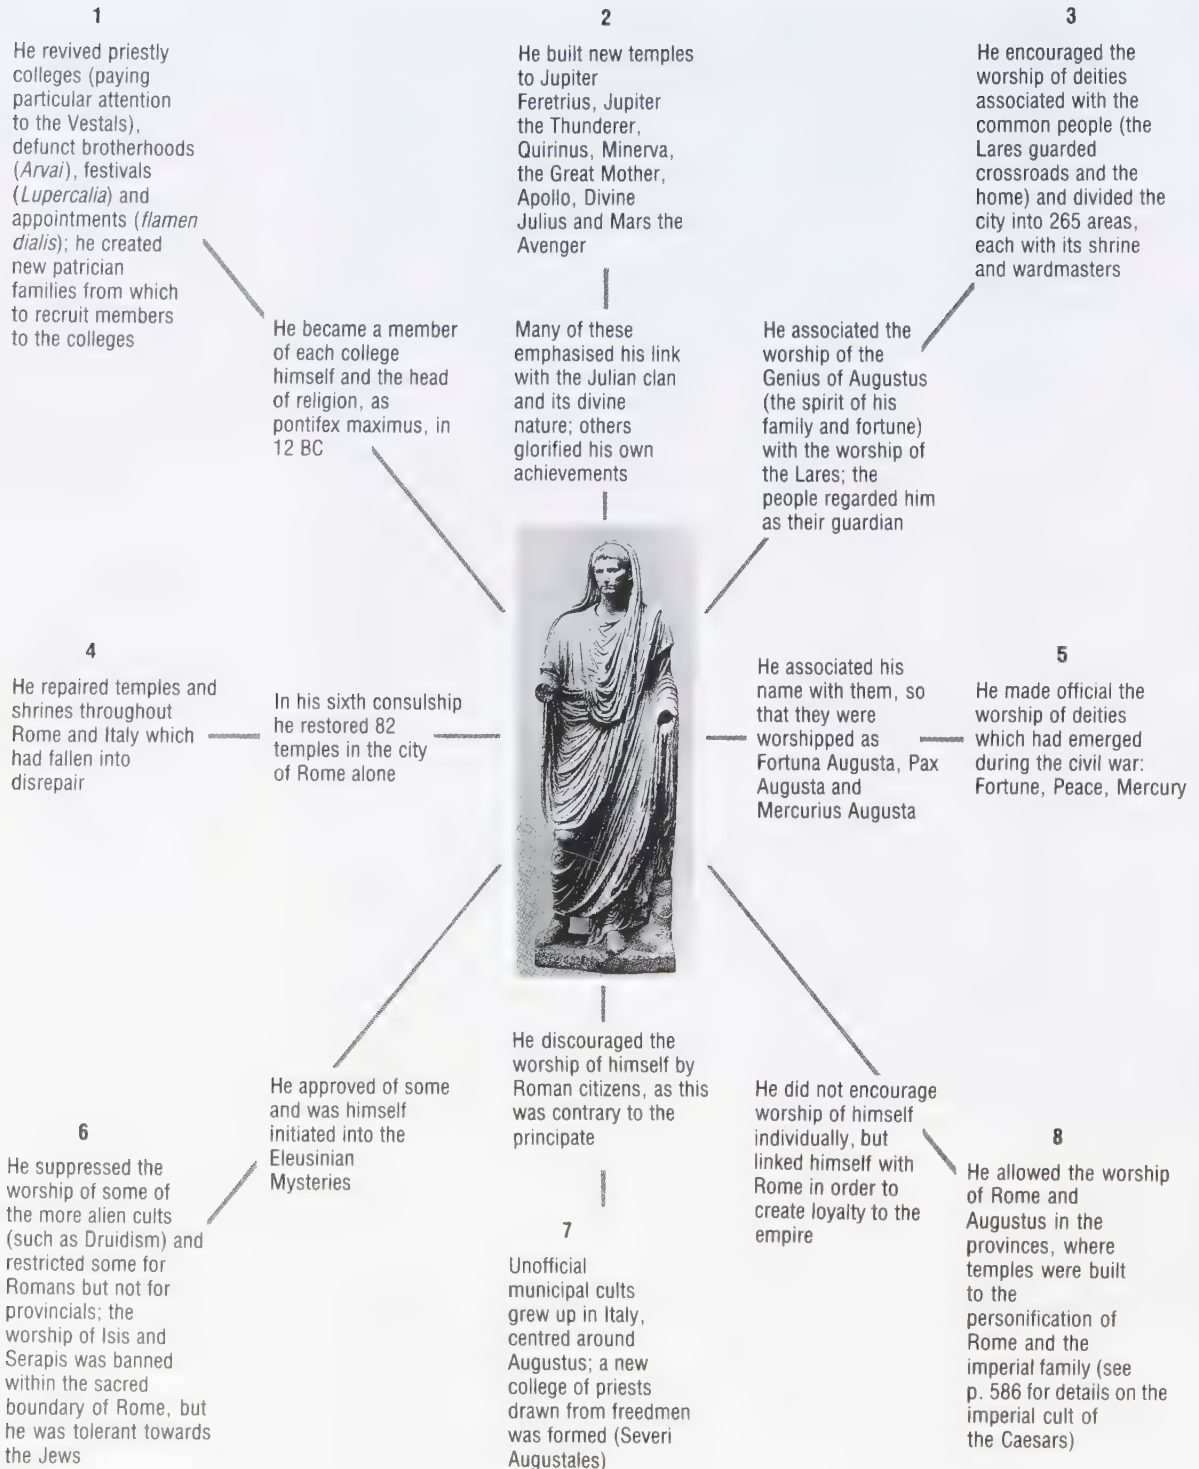 1
He revived priestly
colleges (paying
particular attention
to the Vestals),
defunct brotherhoods
(Arvai), festivals
(Lupercalia) and
appointments (flamen
dialis); he created
new patrician
families from which
to recruit members
to the colleges
He became a member
of each college
himself and the head
of religion, as
pontifex maximus, in
12 BC
2
He built new temples
to Jupiter
Feretrius, Jupiter
the Thunderer,
Quirinus, Minerva,
the Great Mother,
Apollo, Divine
Julius and Mars the
Avenger
Many of these
emphasised his link
with the Julian clan
and its divine
nature; others
glorified his own
achievements
3
He encouraged the
worship of deities
associated with the
common people (the
Lares guarded
crossroads and the
home) and divided the
city into 265 areas,
each with its shrine
and wardmasters
He associated the
worship of the
Genius of Augustus
(the spirit of his
family and fortune)
with the worship of
the Lares; the
people regarded him
as their guardian
4
He repaired temples and
shrines throughout
Rome and Italy which
had fallen into
disrepair
In his sixth consulship
he restored 82
temples in the city
of Rome alone
He associated his
name with them, so
that they were
worshipped as
Fortuna Augusta, Pax
Augusta and
Mercurius Augusta
5
He made official the
worship of deities
which had emerged
during the civil war:
Fortune, Peace, Mercury
6
He suppressed the
worship of some of
the more alien cults
(such as Druidism) and
restricted some for
Romans but not for
provincials; the
worship of Isis and
Serapis was banned
within the sacred
boundary of Rome, but
he was tolerant towards
the Jews
He approved of some
and was himself
initiated into the
Eleusinian
Mysteries
He discouraged the
worship of himself by
Roman citizens, as this
was contrary to the
principate
7
Unofficial
municipal cults
grew up in Italy,
centred around
Augustus; a new
college of priests
drawn from freedmen
was formed (Severi
Augustales)
He did not encourage
worship of himself
individually, but
linked himself with
Rome in order to
create loyalty to the
empire
8
He allowed the worship
of Rome and
Augustus in the
provinces, where
temples were built
to the
personification of
Rome and the
imperial family (see
p. 586 for details on the
imperial cult of
the Caesars)